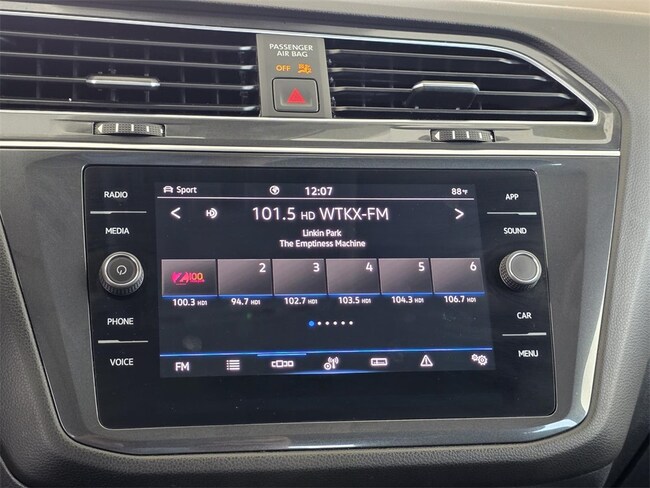 PASSENGER
AIR BAG
OFF
RADIO
MEDIA
PHONE
VOICE
Sport
12:07
88°F
101.5 HD WTKX-FM
Linkin Park
The Emptiness Machine
Z100
2
3
4
5
6
100.3 HD1
94.7 HD1
102.7 HD1
103.5 HD1
104.3 HD1
106.7 HD1
FM
APP
SOUND
CAR
MENU